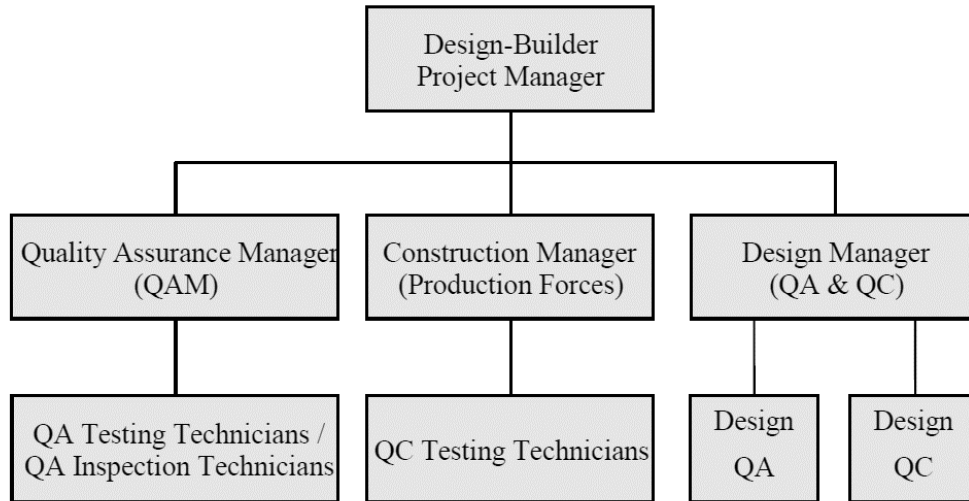 Design-Builder
Project Manager
Quality Assurance Manager
(QAM)
Construction Manager
(Production Forces)
Design Manager
(QA & QC)
QA Testing Technicians /
QA Inspection Technicians
QC Testing Technicians
Design
QA
Design
QC